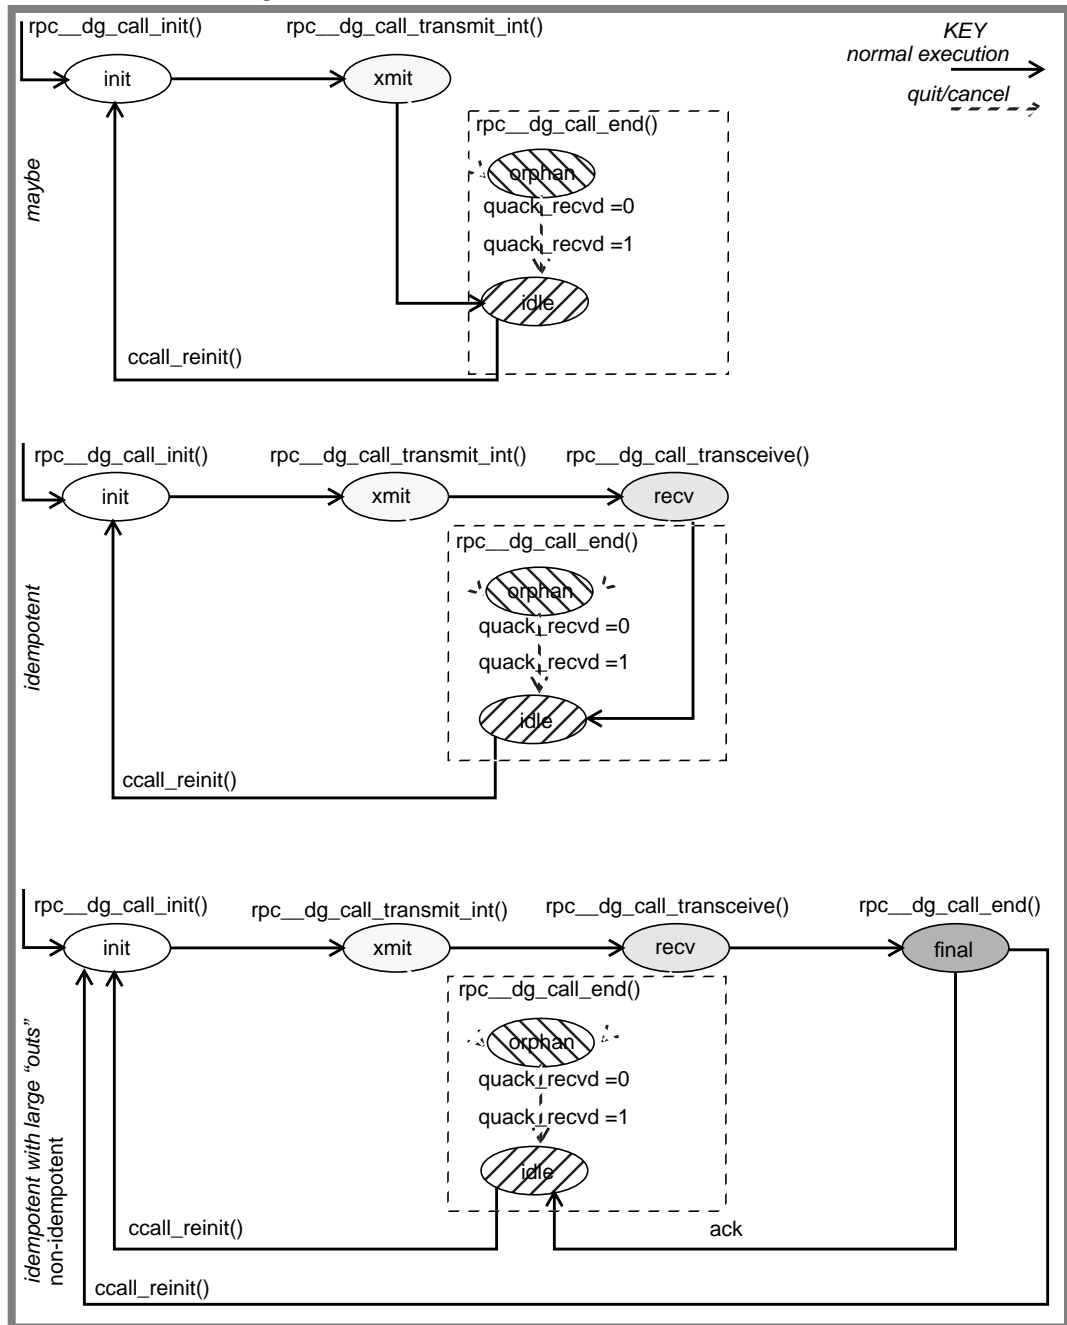 rpc__dg_call_init()
rpc__dg_call_transmit_int()
KEY
normal execution
quit/cancel
init
xmit
rpc__dg_call_end()
orphan
quack_recvd =0
quack_recvd =1
idle
ccall_reinit()
maybe
rpc__dg_call_init()
rpc__dg_call_transmit_int()
rpc__dg_call_transceive()
init
xmit
recv
rpc__dg_call_end()
orphan
quack_recvd =0
quack_recvd =1
idle
ccall_reinit()
idempotent
rpc__dg_call_init()
rpc__dg_call_transmit_int()
rpc__dg_call_transceive()
rpc__dg_call_end()
init
xmit
recv
final
rpc__dg_call_end()
orphan
quack_recvd =0
quack_recvd =1
idle
ccall_reinit()
ack
ccall_reinit()
idempotent with large “outs”
non-idempotent